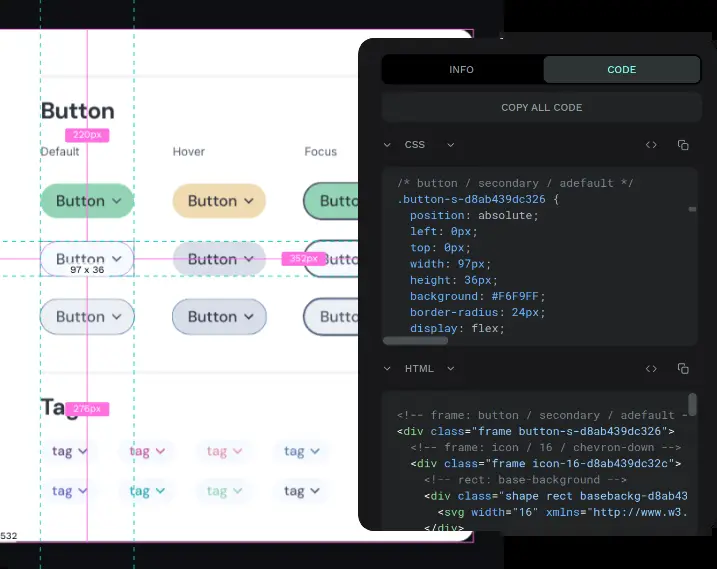 Button
220px
Default Hover Focus
Button Button
Button Button
352px
97 x 36
Button Button Button
276px
tag tag tag tag
tag tag tag tag
532
INFO CODE
COPY ALL CODE
CSS
/* button / secondary / adefault */
.button-s-d8ab439dc326 {
position: absolute;
left: 0px;
top: 0px;
width: 97px;
height: 36px;
background: #F6F9FF;
border-radius: 24px;
display: flex;
HTML
<!-- frame: button / secondary / adefault -
<div class="frame button-s-d8ab439dc326">
<!-- frame: icon / 16 / chevron-down -->
<div class="frame icon-16-d8ab439dc32c">
<!-- rect: base-background -->
<div class="shape rect basebackg-d8ab43
<svg width="16" xmlns="http://www.w3.
</div>